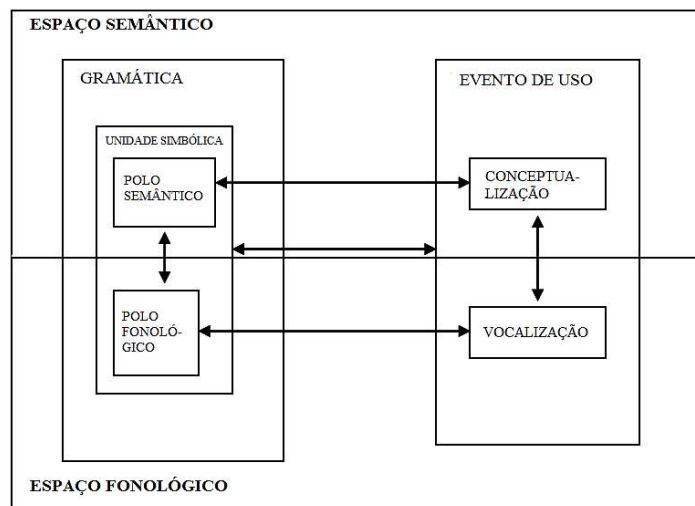 ESPAÇO SEMÂNTICO
GRAMÁTICA
EVENTO DE USO
UNIDADE SIMBÓLICA
POLO
SEMÂNTICO
CONCEPTUA-
LIZAÇÃO
POLO
FONOLÓ-
GICO
VOCALIZAÇÃO
ESPAÇO FONOLÓGICO